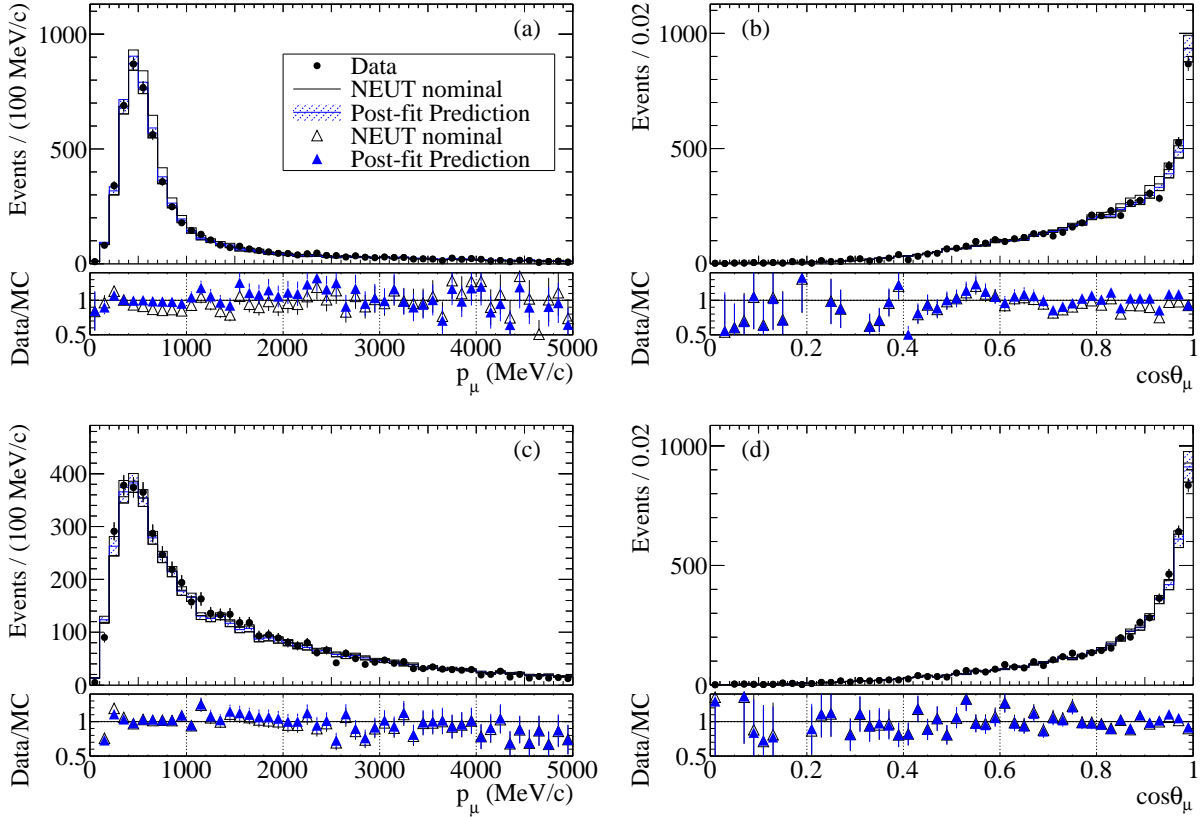 Events / (100 MeV/c)
1000
500
0
(a)
Data
NEUT nominal
Post-fit Prediction
NEUT nominal
Post-fit Prediction
Data/MC
1
0.5
0 1000 2000 3000 4000 5000
pμ (MeV/c)
Events / 0.02
1000
500
0
(b)
Data/MC
1
0.5
0 0.2 0.4 0.6 0.8 1
cosθμ
Events / (100 MeV/c)
400
300
200
100
0
(c)
Data/MC
1
0.5
0 1000 2000 3000 4000 5000
pμ (MeV/c)
Events / 0.02
1000
500
0
(d)
Data/MC
1
0.5
0 0.2 0.4 0.6 0.8 1
cosθμ